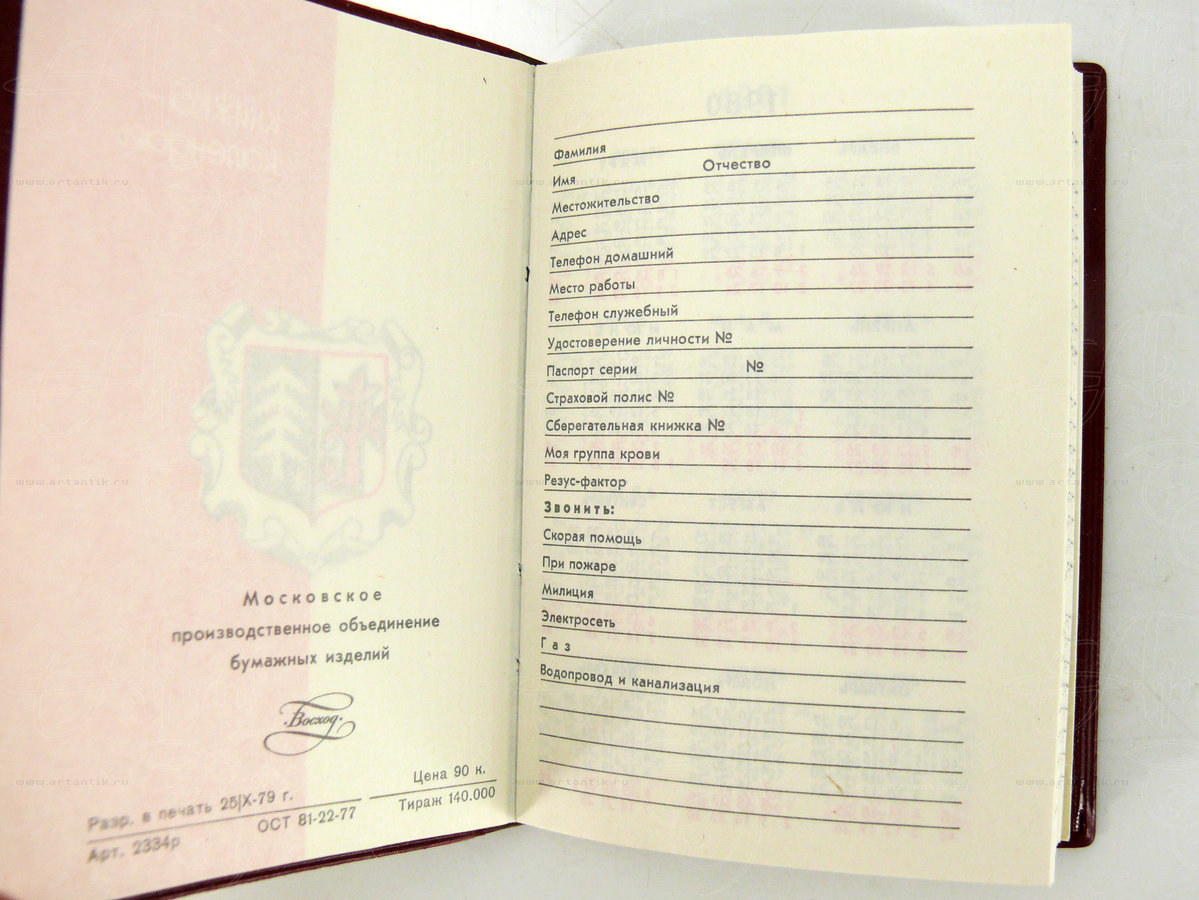 Московское
производственное объединение
бумажных изделий
Восход
Цена 90 к.
Разр. в печать 25|X-79 г.
Тираж 140.000
ОСТ 81-22-77
Арт. 2334р
Фамилия
Имя Отчество
Местожительство
Адрес
Телефон домашний
Место работы
Телефон служебный
Удостоверение личности №
Паспорт серии №
Страховой полис №
Сберегательная книжка №
Моя группа крови
Резус-фактор
Звонить:
Скорая помощь
При пожаре
Милиция
Электросеть
Газ
Водопровод и канализация
www.artantik.ru